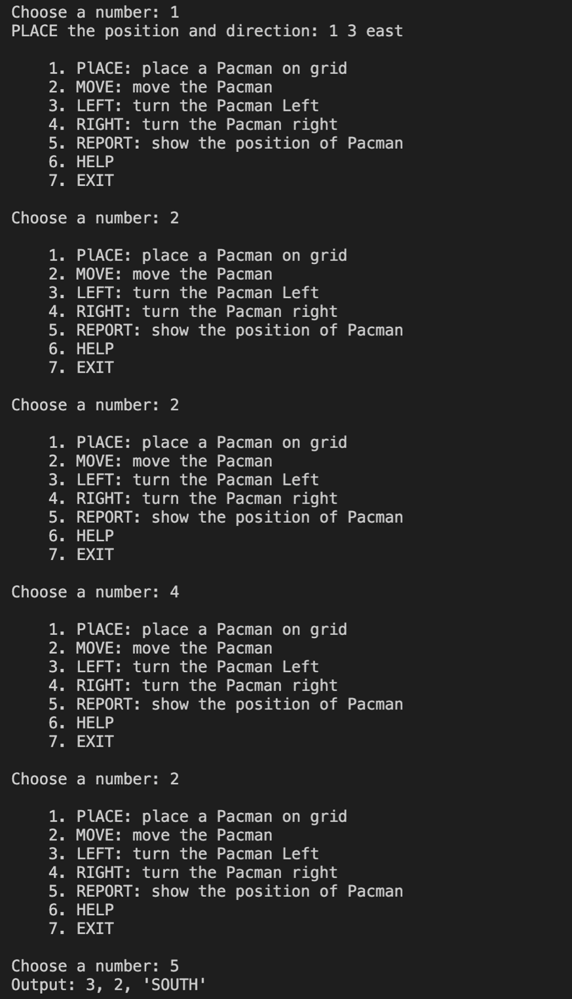 Choose a number: 1
PLACE the position and direction: 1 3 east
1. PlACE: place a Pacman on grid
2. MOVE: move the Pacman
3. LEFT: turn the Pacman Left
4. RIGHT: turn the Pacman right
5. REPORT: show the position of Pacman
6. HELP
7. EXIT
Choose a number: 2
1. PlACE: place a Pacman on grid
2. MOVE: move the Pacman
3. LEFT: turn the Pacman Left
4. RIGHT: turn the Pacman right
5. REPORT: show the position of Pacman
6. HELP
7. EXIT
Choose a number: 2
1. PlACE: place a Pacman on grid
2. MOVE: move the Pacman
3. LEFT: turn the Pacman Left
4. RIGHT: turn the Pacman right
5. REPORT: show the position of Pacman
6. HELP
7. EXIT
Choose a number: 4
1. PlACE: place a Pacman on grid
2. MOVE: move the Pacman
3. LEFT: turn the Pacman Left
4. RIGHT: turn the Pacman right
5. REPORT: show the position of Pacman
6. HELP
7. EXIT
Choose a number: 2
1. PlACE: place a Pacman on grid
2. MOVE: move the Pacman
3. LEFT: turn the Pacman Left
4. RIGHT: turn the Pacman right
5. REPORT: show the position of Pacman
6. HELP
7. EXIT
Choose a number: 5
Output: 3, 2, 'SOUTH'